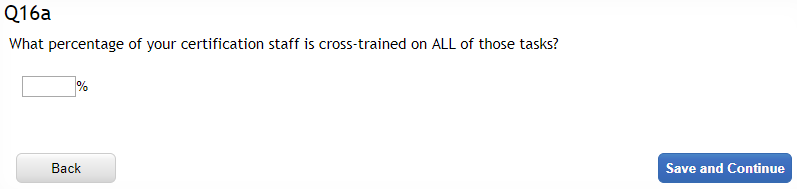 Q16a
What percentage of your certification staff is cross-trained on ALL of those tasks?
%
Back
Save and Continue